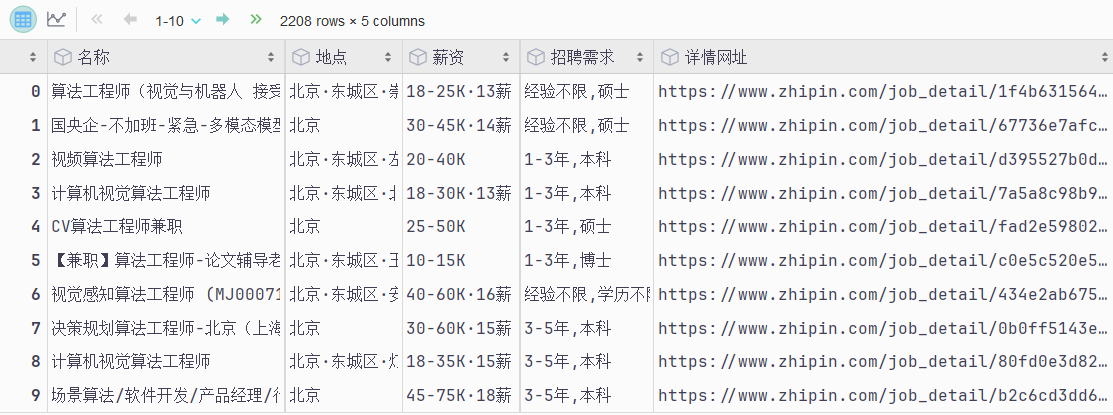 1-10 2208 rows × 5 columns
名称 地点 薪资 招聘需求 详情网址
0 算法工程师（视觉与机器人 接受 北京·东城区·崇 18-25K·13薪 经验不限,硕士 https://www.zhipin.com/job_detail/1f4b631564…
1 国央企-不加班-紧急-多模态模型 北京 30-45K·14薪 经验不限,硕士 https://www.zhipin.com/job_detail/67736e7afc…
2 视频算法工程师 北京·东城区·左 20-40K 1-3年,本科 https://www.zhipin.com/job_detail/d395527b0d…
3 计算机视觉算法工程师 北京·东城区·北 18-30K·13薪 1-3年,本科 https://www.zhipin.com/job_detail/7a5a8c98b9…
4 CV算法工程师兼职 北京 25-50K 1-3年,硕士 https://www.zhipin.com/job_detail/fad2e59802…
5 【兼职】算法工程师-论文辅导老 北京·东城区·王 10-15K 1-3年,博士 https://www.zhipin.com/job_detail/c0e5c520e5…
6 视觉感知算法工程师 (MJ00071 北京·东城区·安 40-60K·16薪 经验不限,学历不限 https://www.zhipin.com/job_detail/434e2ab675…
7 决策规划算法工程师-北京（上海 北京 30-60K·15薪 3-5年,本科 https://www.zhipin.com/job_detail/0b0ff5143e…
8 计算机视觉算法工程师 北京·东城区·灯 18-35K·15薪 3-5年,本科 https://www.zhipin.com/job_detail/80fd0e3d82…
9 场景算法/软件开发/产品经理/行 北京 45-75K·18薪 3-5年,本科 https://www.zhipin.com/job_detail/b2c6cd3dd6…